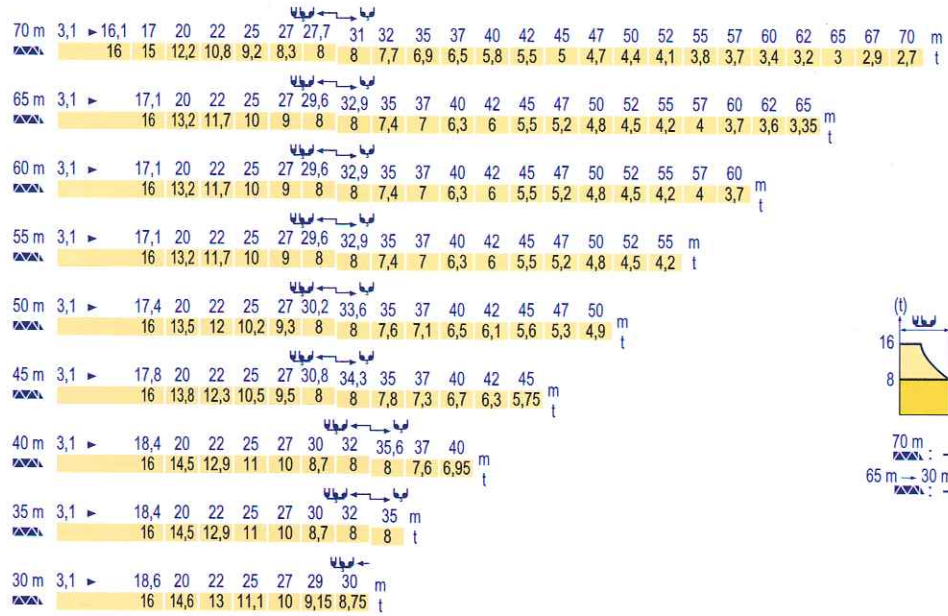 70 m 3,1 ► 16,1 17 20 22 25 27 27,7 31 32 35 37 40 42 45 47 50 52 55 57 60 62 65 67 70 m
16 15 12,2 10,8 9,2 8,3 8 8 7,7 6,9 6,5 5,8 5,5 5 4,7 4,4 4,1 3,8 3,7 3,4 3,2 3 2,9 2,7 t
65 m 3,1 ► 17,1 20 22 25 27 29,6 32,9 35 37 40 42 45 47 50 52 55 57 60 62 65 m
16 13,2 11,7 10 9 8 8 7,4 7 6,3 6 5,5 5,2 4,8 4,5 4,2 4 3,7 3,6 3,35 t
60 m 3,1 ► 17,1 20 22 25 27 29,6 32,9 35 37 40 42 45 47 50 52 55 57 60 m
16 13,2 11,7 10 9 8 8 7,4 7 6,3 6 5,5 5,2 4,8 4,5 4,2 4 3,7 t
55 m 3,1 ► 17,1 20 22 25 27 29,6 32,9 35 37 40 42 45 47 50 52 55 m
16 13,2 11,7 10 9 8 8 7,4 7 6,3 6 5,5 5,2 4,8 4,5 4,2 t
50 m 3,1 ► 17,4 20 22 25 27 30,2 33,6 35 37 40 42 45 47 50 m
16 13,5 12 10,2 9,3 8 8 7,6 7,1 6,5 6,1 5,6 5,3 4,9 t
45 m 3,1 ► 17,8 20 22 25 27 30,8 34,3 35 37 40 42 45 m
16 13,8 12,3 10,5 9,5 8 8 7,8 7,3 6,7 6,3 5,75 t
40 m 3,1 ► 18,4 20 22 25 27 30 32 35,6 37 40 m
16 14,5 12,9 11 10 8,7 8 8 7,6 6,95 t
35 m 3,1 ► 18,4 20 22 25 27 30 32 35 m
16 14,5 12,9 11 10 8,7 8 8 t
30 m 3,1 ► 18,6 20 22 25 27 29 30 m
16 14,6 13 11,1 10 9,15 8,75 t
(t)
16
8
70 m
: -
65 m → 30 m
: -